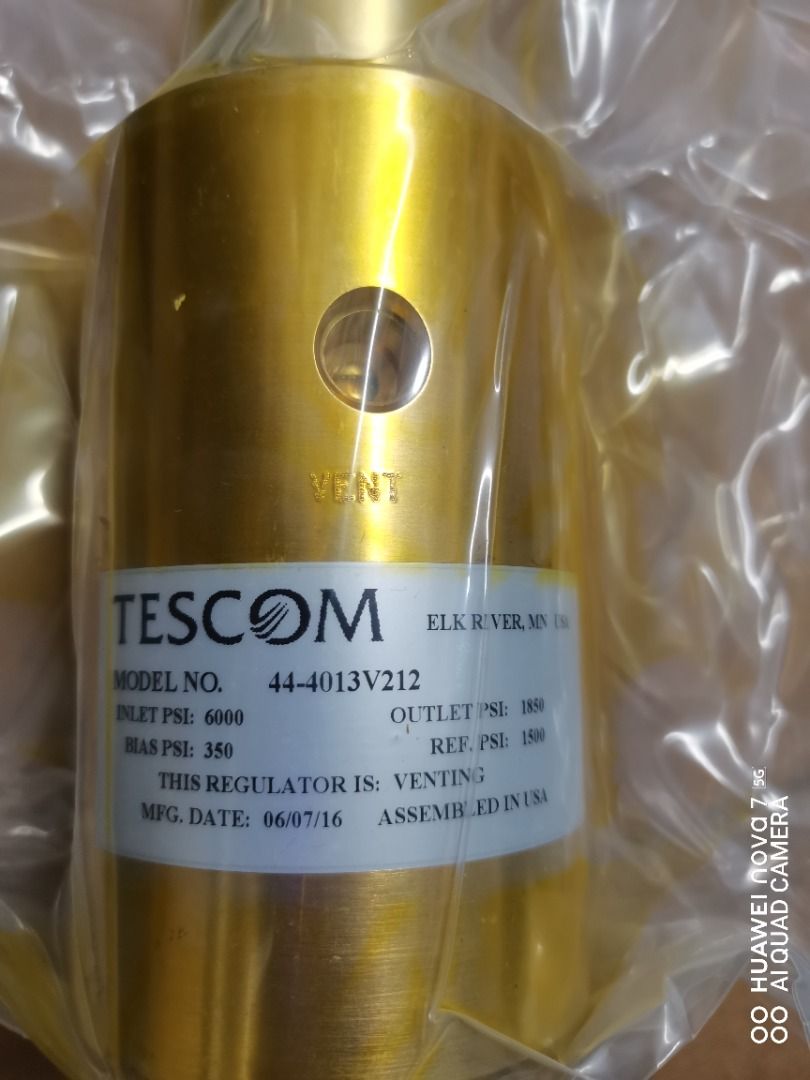 VENT
TESCOM ELK RIVER, MN USA
MODEL NO. 44-4013V212
INLET PSI: 6000 OUTLET PSI: 1850
BIAS PSI: 350 REF. PSI: 1500
THIS REGULATOR IS: VENTING
MFG. DATE: 06/07/16 ASSEMBLED IN USA
HUAWEI nova 7 5G
AI QUAD CAMERA